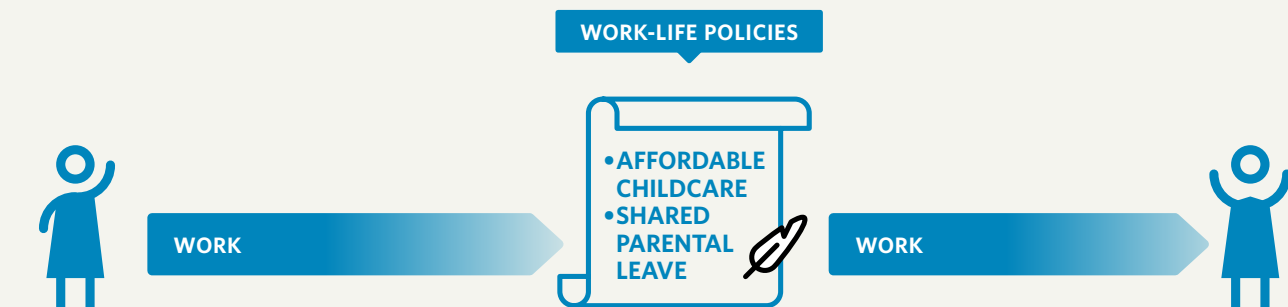 WORK-LIFE POLICIES
•AFFORDABLE
CHILDCARE
•SHARED
PARENTAL
LEAVE
WORK
WORK